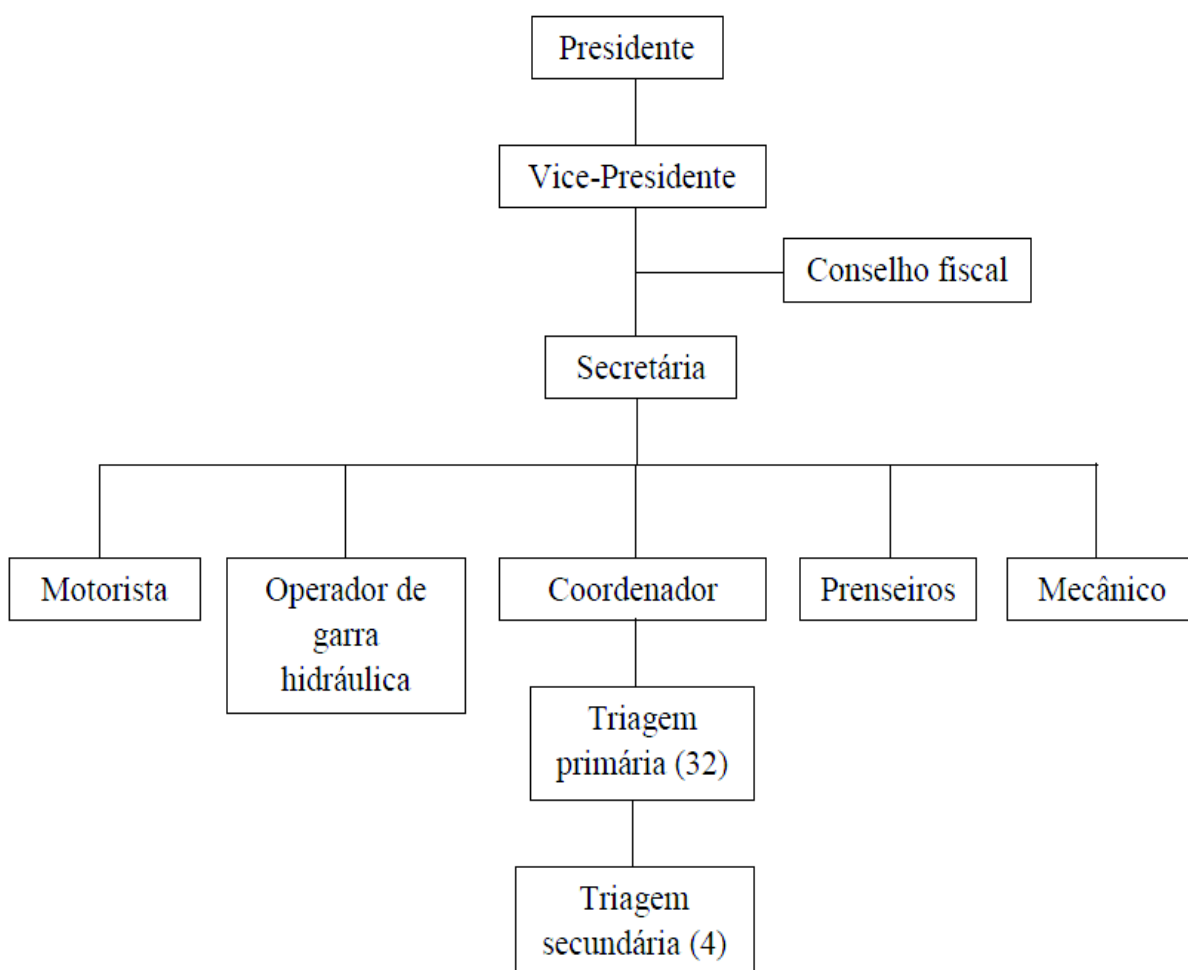 Presidente
Vice-Presidente
Conselho fiscal
Secretária
Motorista
Operador de
garra
hidráulica
Coordenador
Prenseiros
Mecânico
Triagem
primária (32)
Triagem
secundária (4)